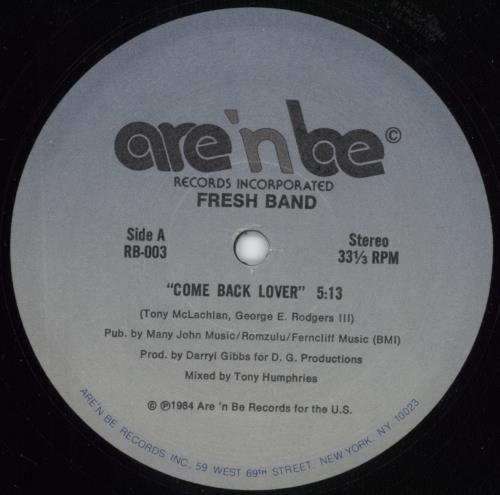 are 'n be ©
RECORDS INCORPORATED
FRESH BAND
Side A
RB-003
Stereo
33⅓ RPM
"COME BACK LOVER" 5:13
(Tony McLachlan, George E. Rodgers III)
Pub. by Many John Music/Romzulu/Ferncliff Music (BMI)
Prod. by Darryl Gibbs for D. G. Productions
Mixed by Tony Humphries
© ℗1984 Are 'n Be Records for the U.S.
ARE'N BE RECORDS INC. 59 WEST 69TH STREET, NEW YORK, NY 10023